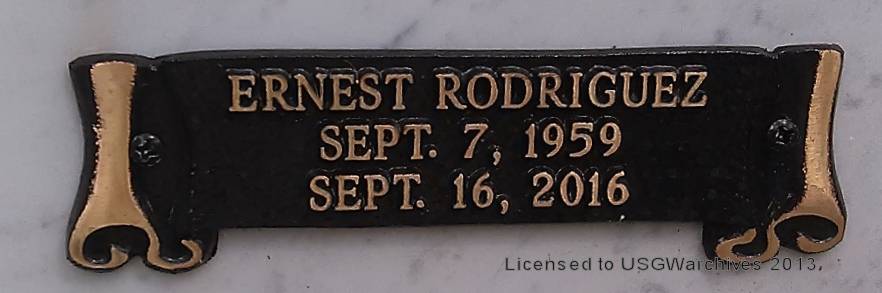 ERNEST RODRIGUEZ
SEPT. 7, 1959
SEPT. 16, 2016
Licensed to USGWarchives 2013.